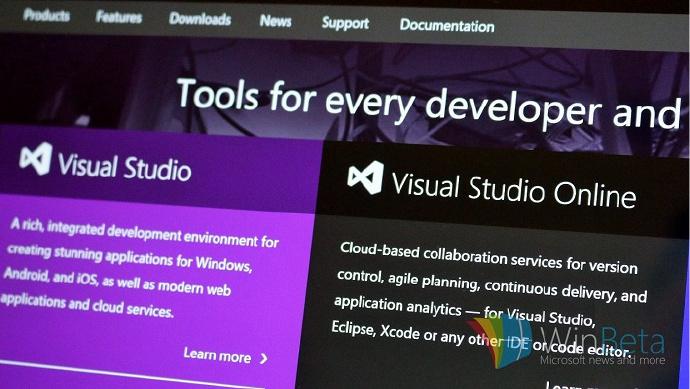 Products Features Downloads News Support Documentation
Tools for every developer and
Visual Studio
A rich, integrated development environment for
creating stunning applications for Windows,
Android, and iOS, as well as modern web
applications and cloud services.
Learn more
Visual Studio Online
Cloud-based collaboration services for version
control, agile planning, continuous delivery, and
application analytics — for Visual Studio,
Eclipse, Xcode or any other IDE or code editor.
Learn
WinBeta
Microsoft news and more